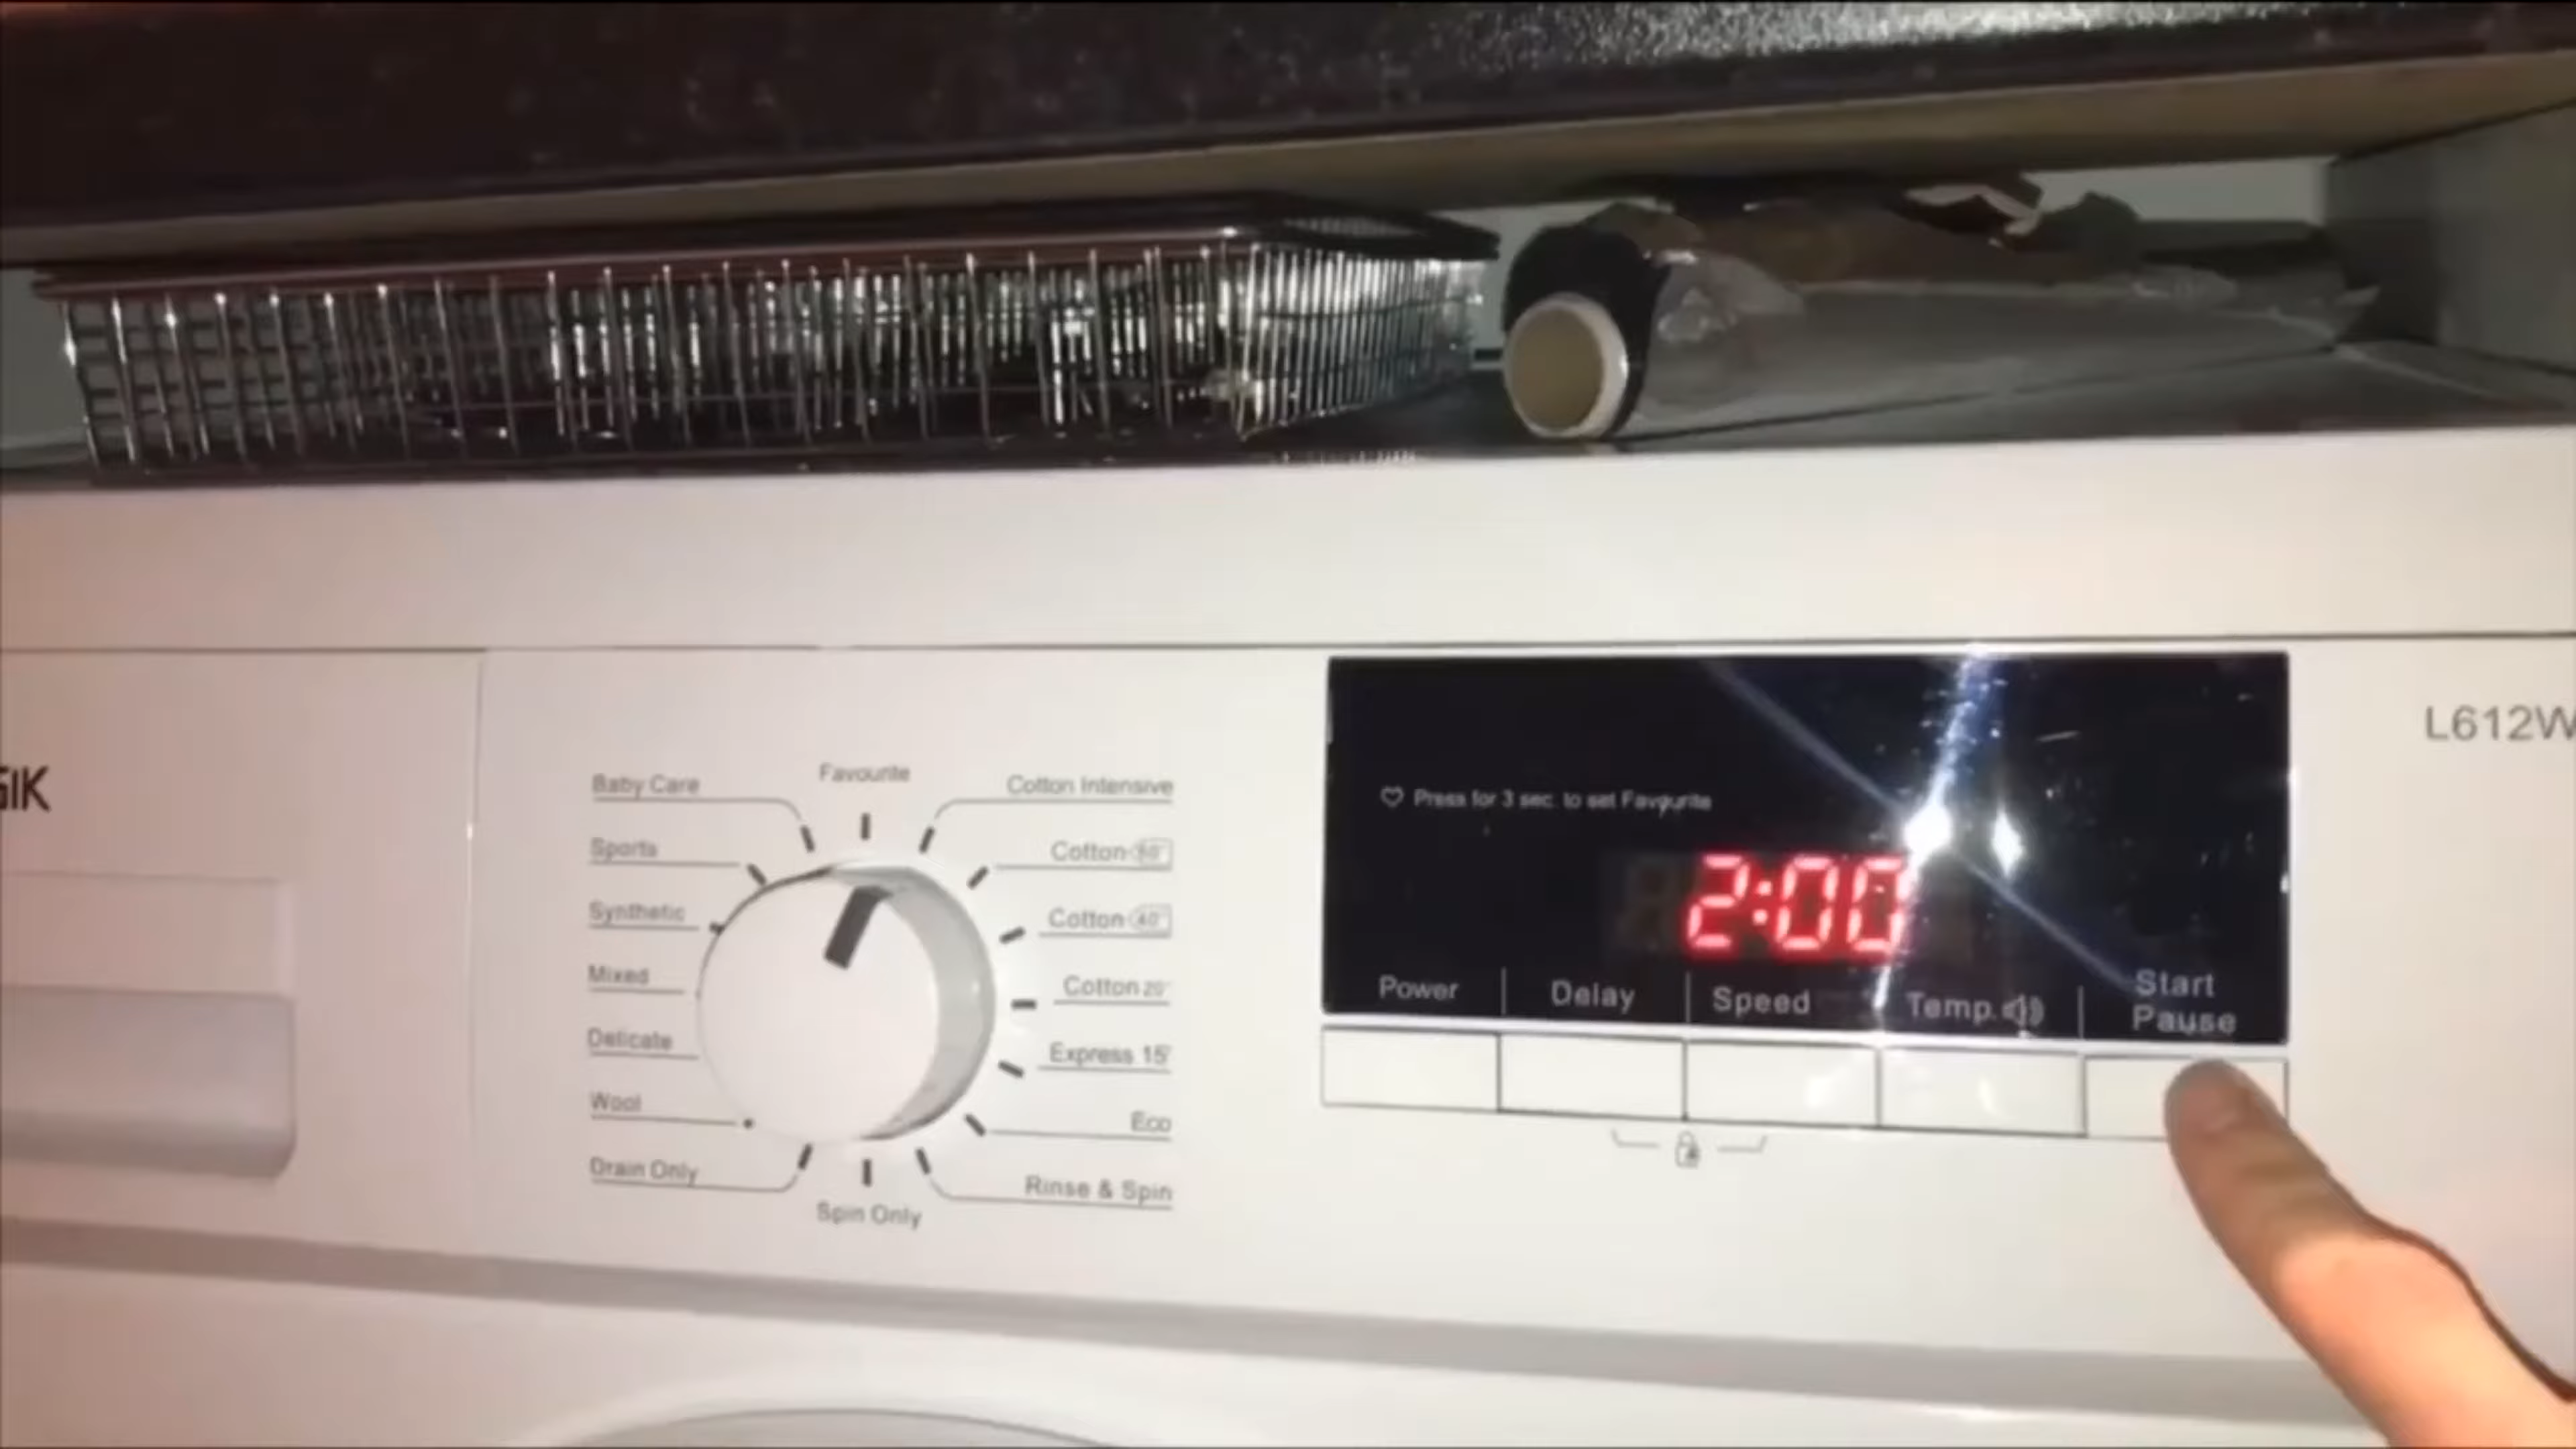 GIK
L612W
Favourite
Baby Care
Sports
Synthetic
Mixed
Delicate
Wool
Drain Only
Spin Only
Cotton Intensive
Cotton 60°
Cotton 40°
Cotton 20°
Express 15'
Eco
Rinse & Spin
Press for 3 sec. to set Favourite
2:00
Power
Delay
Speed
Temp.
Start
Pause